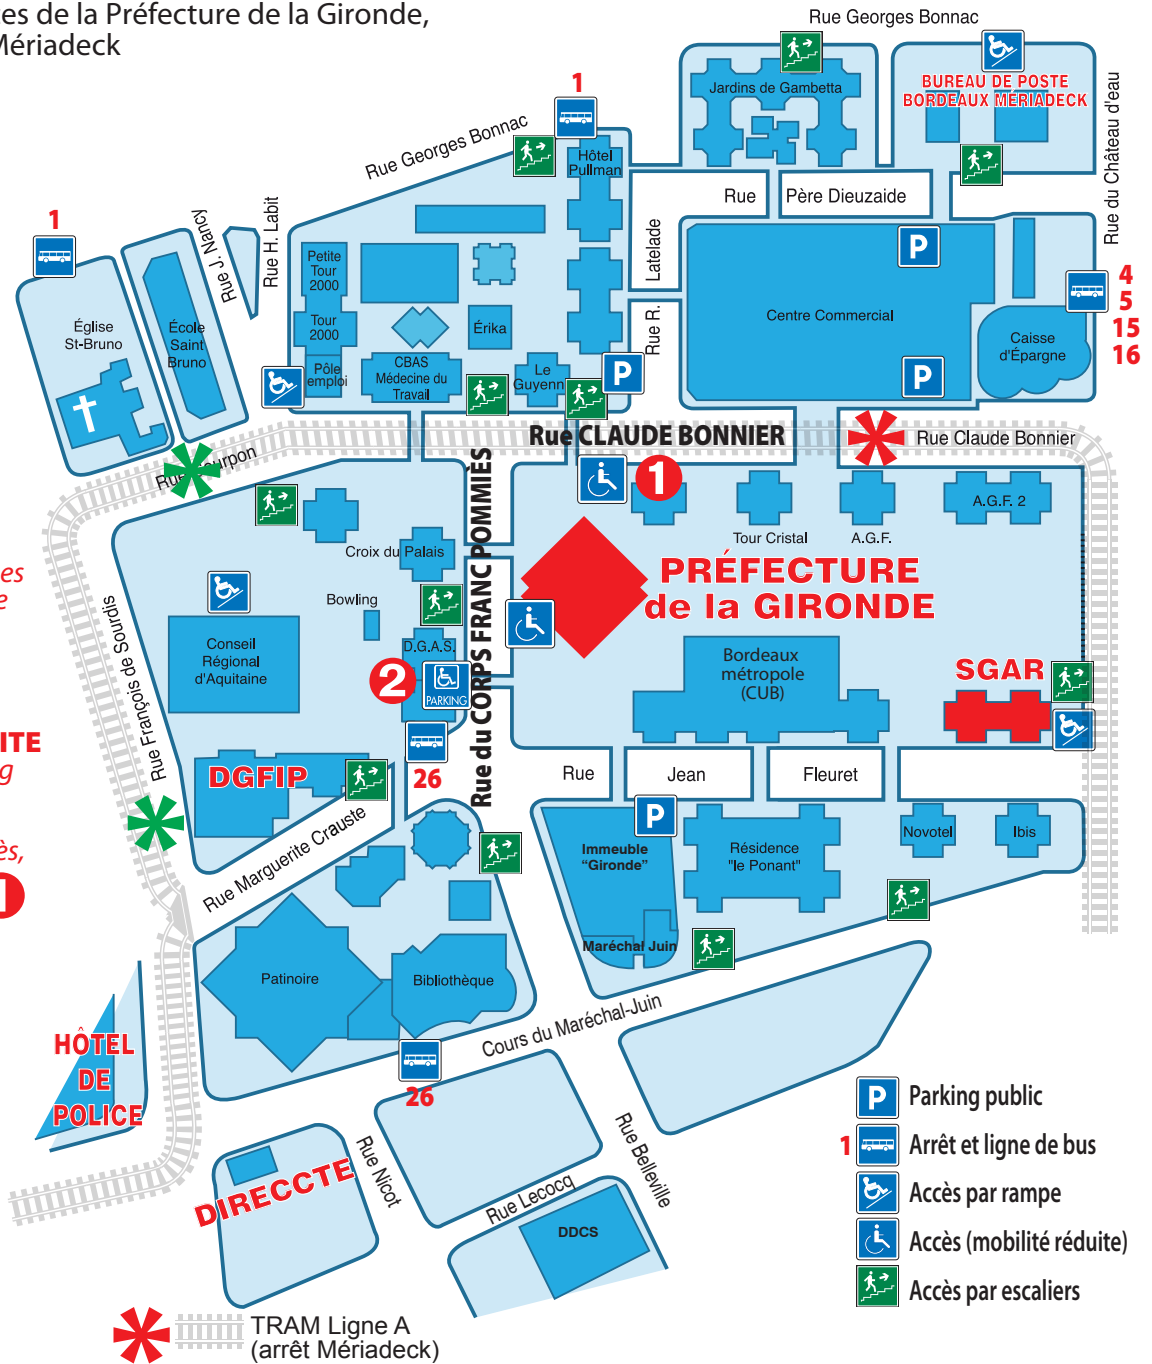 es de la Préfecture de la Gironde,
Mériadeck
Rue Georges Bonnac
BUREAU DE POSTE
BORDEAUX MÉRIADECK
Rue du Château d'eau
Jardins de Gambetta
1
Rue Georges Bonnac
Hôtel
Pullman
Rue Père Dieuzaide
1
Rue J. Nancy
Rue H. Labit
Latelade
Rue R.
Petite
Tour
2000
Tour
2000
Pôle
emploi
Érika
CBAS
Médecine du
Travail
Le
Guyenn
P
P
P
Centre Commercial
Caisse
d'Épargne
4
5
15
16
Église
St-Bruno
École
Saint
Bruno
Rue CLAUDE BONNIER
Rue Claude Bonnier
1
Tour Cristal
A.G.F.
A.G.F. 2
Croix du Palais
Bowling
D.G.A.S.
Rue du CORPS FRANC POMMIÈS
PRÉFECTURE
de la GIRONDE
Conseil
Régional
d'Aquitaine
2
PARKING
26
Bordeaux
métropole
(CUB)
SGAR
es
e
ITE
g
ès,
Rue François de Sourdis
DGFIP
Rue Marguerite Crauste
Rue Jean Fleuret
P
Immeuble
“Gironde”
Résidence
"le Ponant"
Novotel
Ibis
Maréchal Juin
Patinoire
Bibliothèque
26
Cours du Maréchal-Juin
HÔTEL
DE
POLICE
DIRECCTE
Rue Nicot
Rue Lecocq
Rue Belleville
DDCS
P Parking public
1 Arrêt et ligne de bus
Accès par rampe
Accès (mobilité réduite)
Accès par escaliers
TRAM Ligne A
(arrêt Mériadeck)